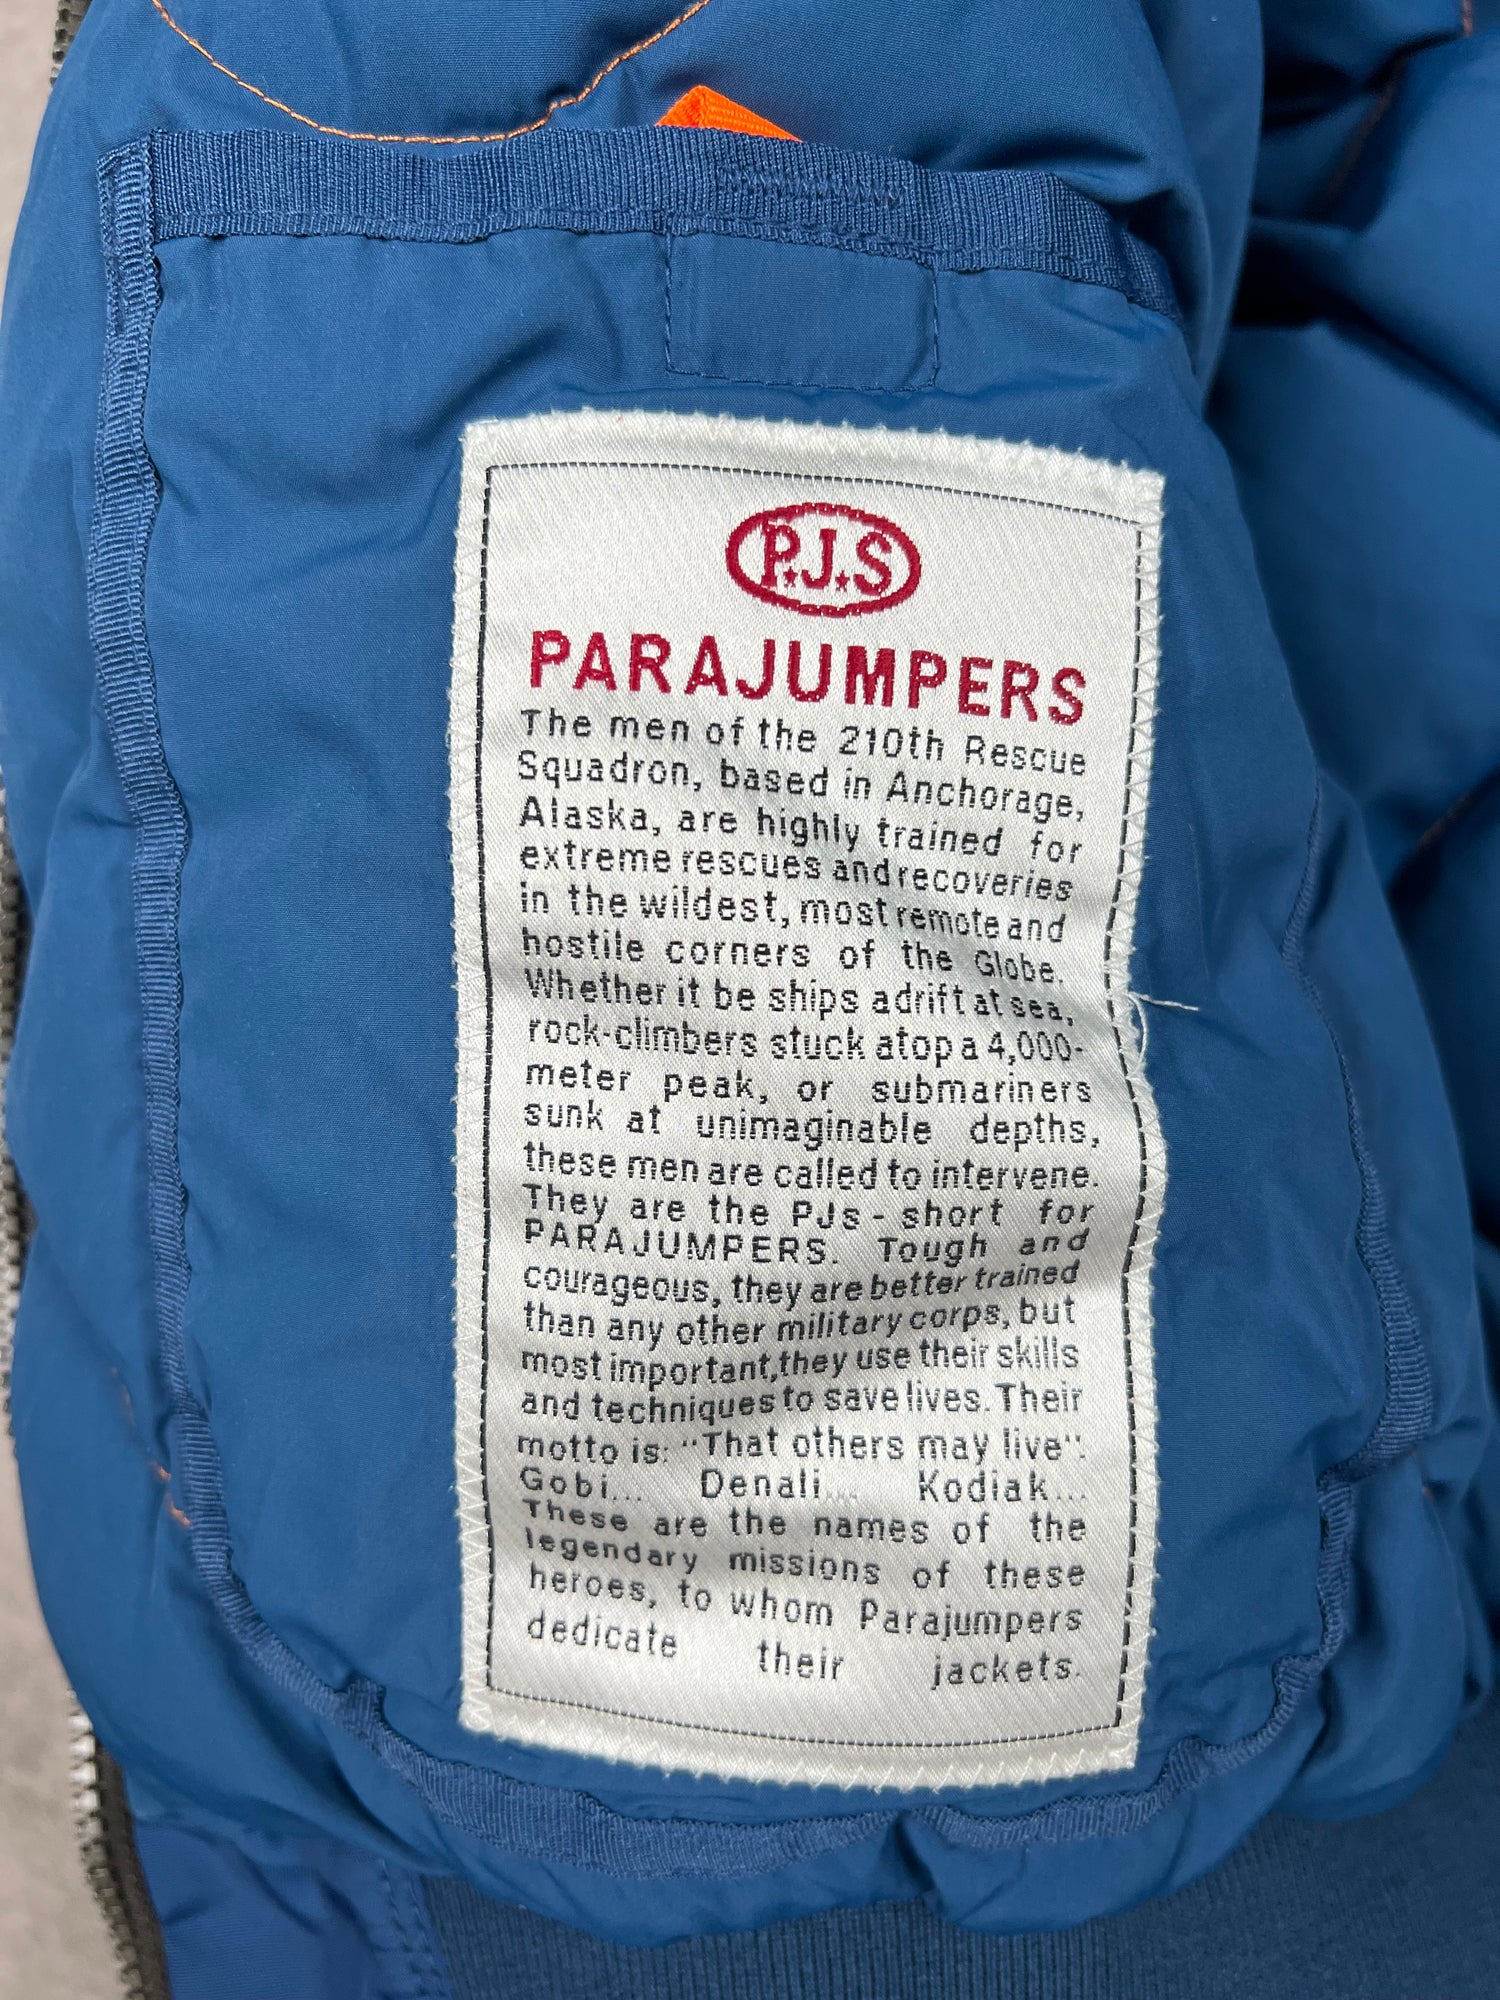 P.J.S
PARAJUMPERS
The men of the 210th Rescue
Squadron, based in Anchorage,
Alaska, are highly trained for
extreme rescues and recoveries
in the wildest, most remote and
hostile corners of the Globe.
Whether it be ships adrift at sea,
rock-climbers stuck atop a 4,000-
meter peak, or submariners
sunk at unimaginable depths,
these men are called to intervene.
They are the PJs - short for
PARAJUMPERS. Tough and
courageous, they are better trained
than any other military corps, but
most important,they use their skills
and techniques to save lives. Their
motto is: "That others may live".
Gobi... Denali... Kodiak...
These are the names of the
legendary missions of these
heroes, to whom Parajumpers
dedicate their jackets.